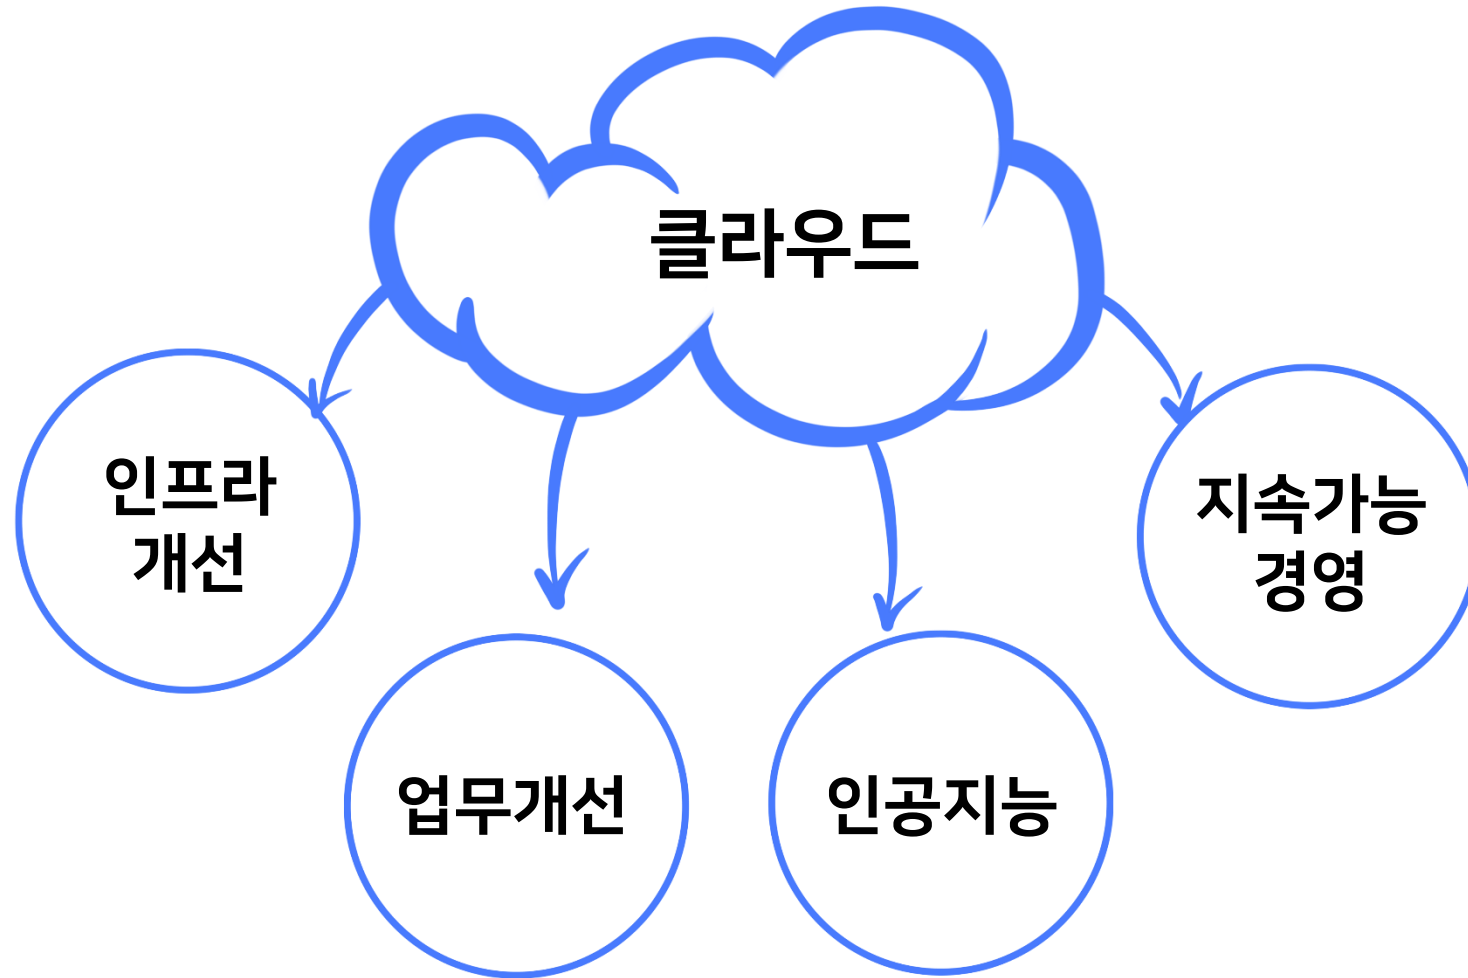 클라우드
인프라
개선
업무개선
인공지능
지속가능
경영